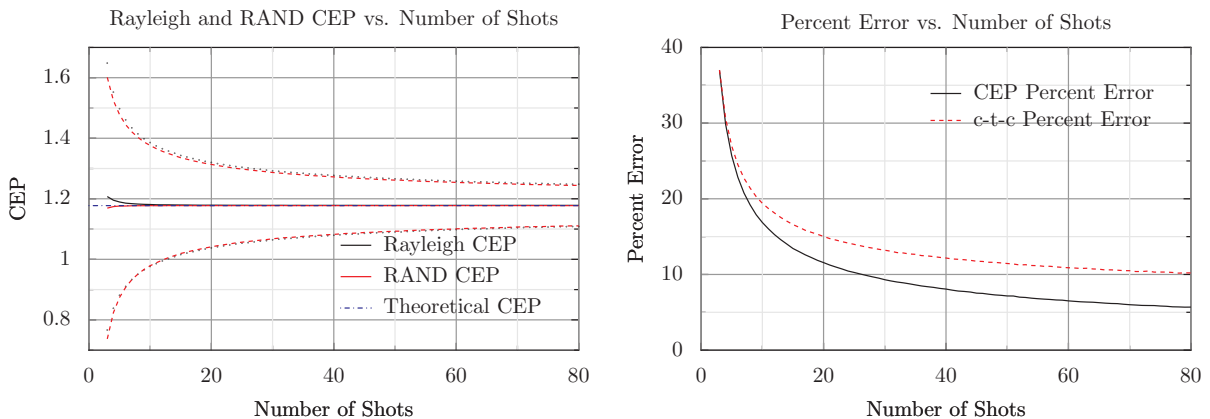 Rayleigh and RAND CEP vs. Number of Shots
1.6
1.4
1.2
1
0.8
CEP
Rayleigh CEP
RAND CEP
Theoretical CEP
0
20
40
60
80
Number of Shots
Percent Error vs. Number of Shots
40
30
20
10
0
Percent Error
CEP Percent Error
c-t-c Percent Error
0
20
40
60
80
Number of Shots